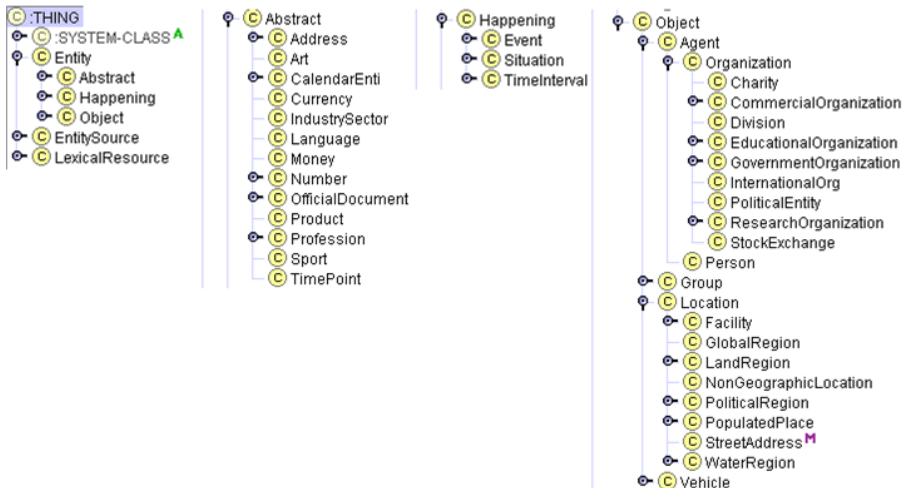 :THING
:SYSTEM-CLASS A
Entity
Abstract
Happening
Object
EntitySource
LexicalResource
Abstract
Address
Art
CalendarEnti
Currency
IndustrySector
Language
Money
Number
OfficialDocument
Product
Profession
Sport
TimePoint
Happening
Event
Situation
TimeInterval
Object
Agent
Organization
Charity
CommercialOrganization
Division
EducationalOrganization
GovernmentOrganization
InternationalOrg
PoliticalEntity
ResearchOrganization
StockExchange
Person
Group
Location
Facility
GlobalRegion
LandRegion
NonGeographicLocation
PoliticalRegion
PopulatedPlace
StreetAddress M
WaterRegion
Vehicle